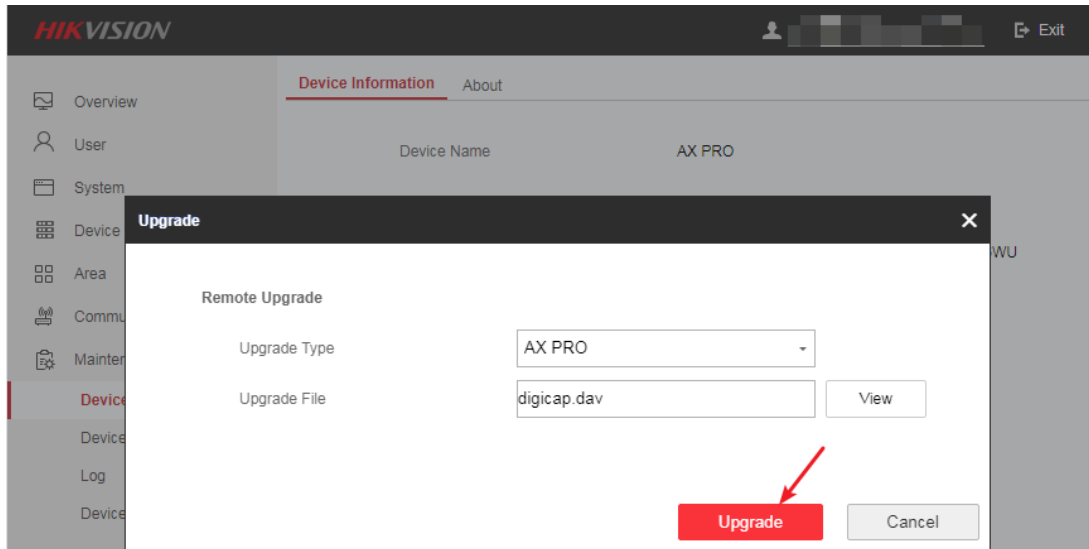 HIKVISION
Exit
Device Information About
Overview
User
Device Name AX PRO
System
Upgrade
Device
WU
Area
Remote Upgrade
Commu
Upgrade Type AX PRO
Mainten
Upgrade File digicap.dav View
Device
Device
Log
Device
Upgrade Cancel